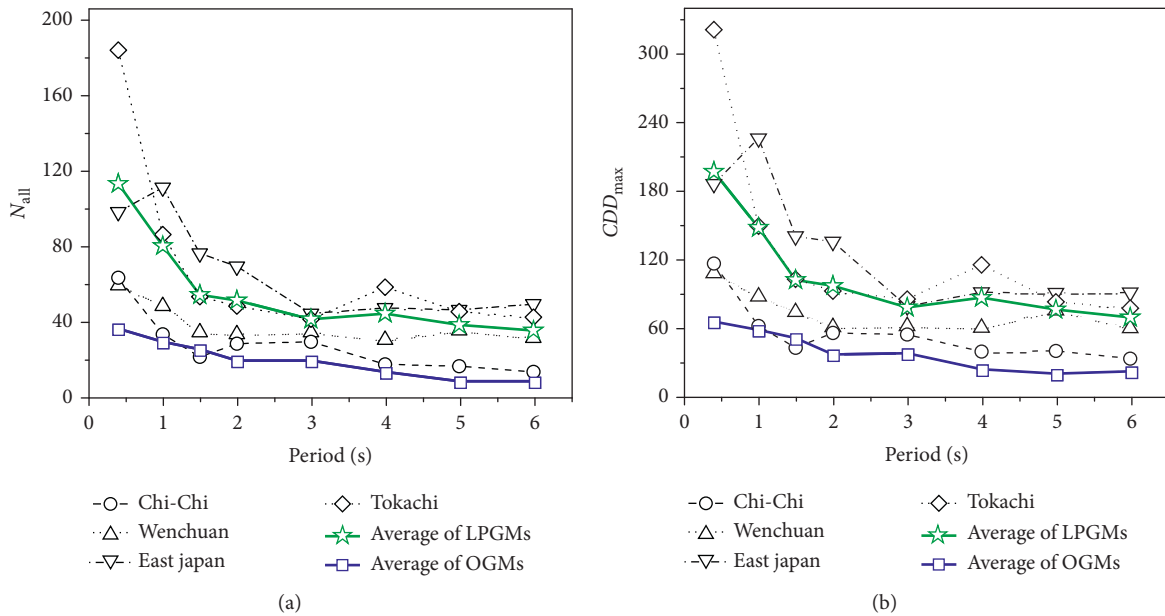 200
160
120
80
40
0
N_all
0 1 2 3 4 5 6
Period (s)
Chi-Chi
Wenchuan
East japan
Tokachi
Average of LPGMs
Average of OGMs
(a)
300
240
180
120
60
0
CDD_max
0 1 2 3 4 5 6
Period (s)
Chi-Chi
Wenchuan
East japan
Tokachi
Average of LPGMs
Average of OGMs
(b)